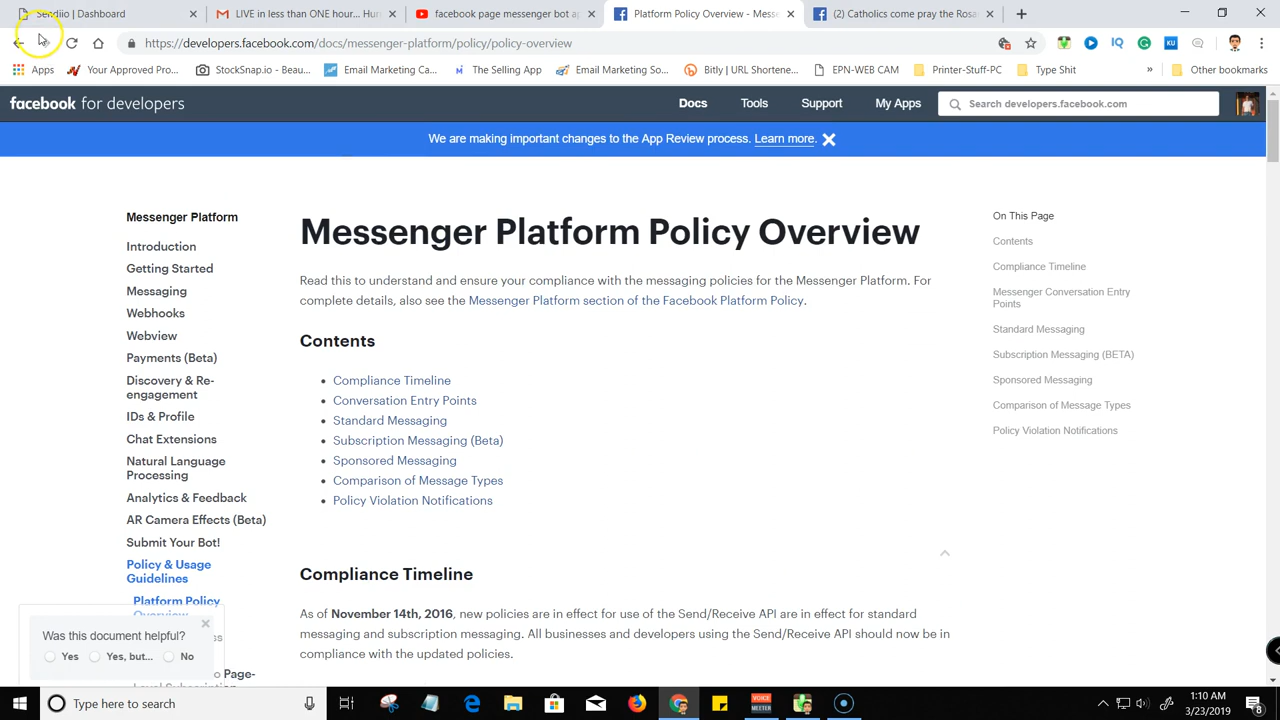 Sendiio | Dashboard
LIVE in less than ONE hour... Hur
facebook page messenger bot ap
Platform Policy Overview - Messe
(2) Catholics come pray the Rosa
https://developers.facebook.com/docs/messenger-platform/policy/policy-overview
Apps
Your Approved Pro...
StockSnap.io - Beau...
Email Marketing Ca...
The Selling App
Email Marketing So...
Bitly | URL Shortene...
EPN-WEB CAM
Printer-Stuff-PC
Type Shit
»
Other bookmarks
facebook for developers
Docs
Tools
Support
My Apps
Search developers.facebook.com
We are making important changes to the App Review process. Learn more.
Messenger Platform
Introduction
Getting Started
Messaging
Webhooks
Webview
Payments (Beta)
Discovery & Re-
engagement
IDs & Profile
Chat Extensions
Natural Language
Processing
Analytics & Feedback
AR Camera Effects (Beta)
Submit Your Bot!
Policy & Usage
Guidelines
Platform Policy
Overview
Was this document helpful?
Yes
Yes, but...
No
Messenger Platform Policy Overview
Read this to understand and ensure your compliance with the messaging policies for the Messenger Platform. For
complete details, also see the Messenger Platform section of the Facebook Platform Policy.
Contents
• Compliance Timeline
• Conversation Entry Points
• Standard Messaging
• Subscription Messaging (Beta)
• Sponsored Messaging
• Comparison of Message Types
• Policy Violation Notifications
Compliance Timeline
As of November 14th, 2016, new policies are in effect for use of the Send/Receive API are in effect for standard
messaging and subscription messaging. All businesses and developers using the Send/Receive API should now be in
compliance with the updated policies.
On This Page
Contents
Compliance Timeline
Messenger Conversation Entry
Points
Standard Messaging
Subscription Messaging (BETA)
Sponsored Messaging
Comparison of Message Types
Policy Violation Notifications
Type here to search
VOICE
MEETER
1:10 AM
3/23/2019
8